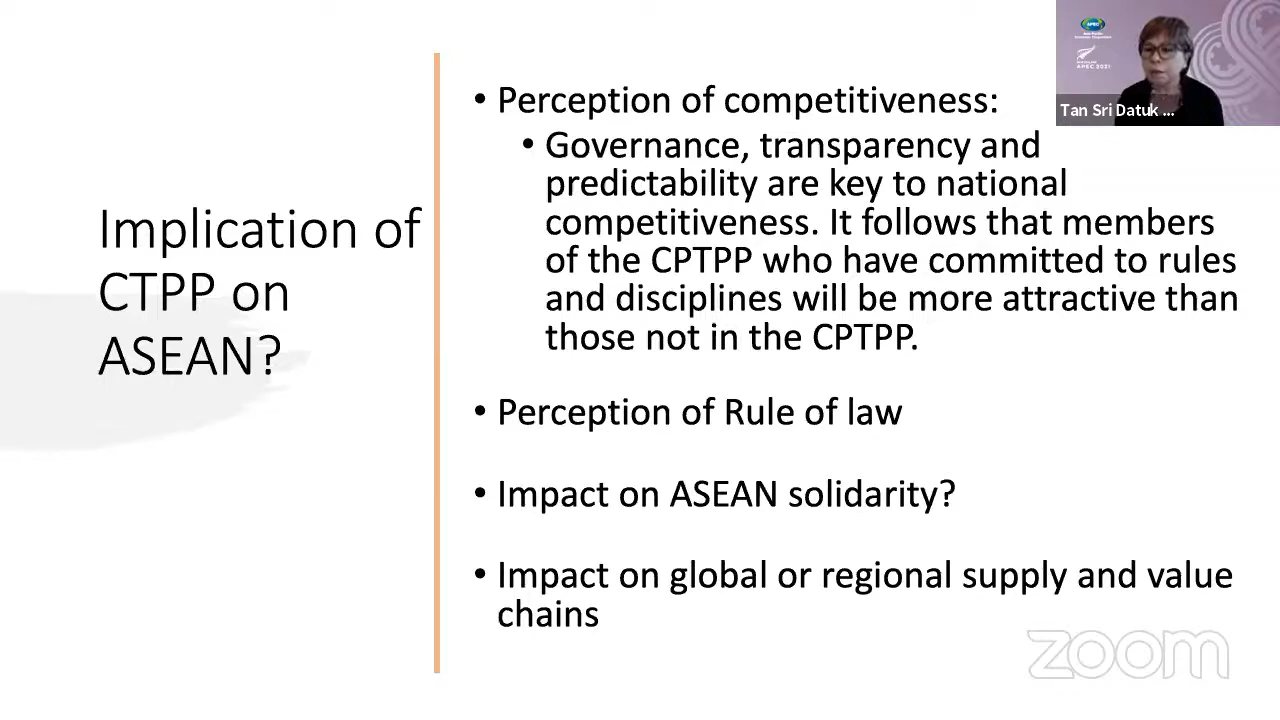 Implication of
CTPP on
ASEAN?
• Perception of competitiveness:
• Governance, transparency and
predictability are key to national
competitiveness. It follows that members
of the CPTPP who have committed to rules
and disciplines will be more attractive than
those not in the CPTPP.
• Perception of Rule of law
• Impact on ASEAN solidarity?
• Impact on global or regional supply and value
chains
APEC
APEC 2021
Tan Sri Datuk ...
zoom